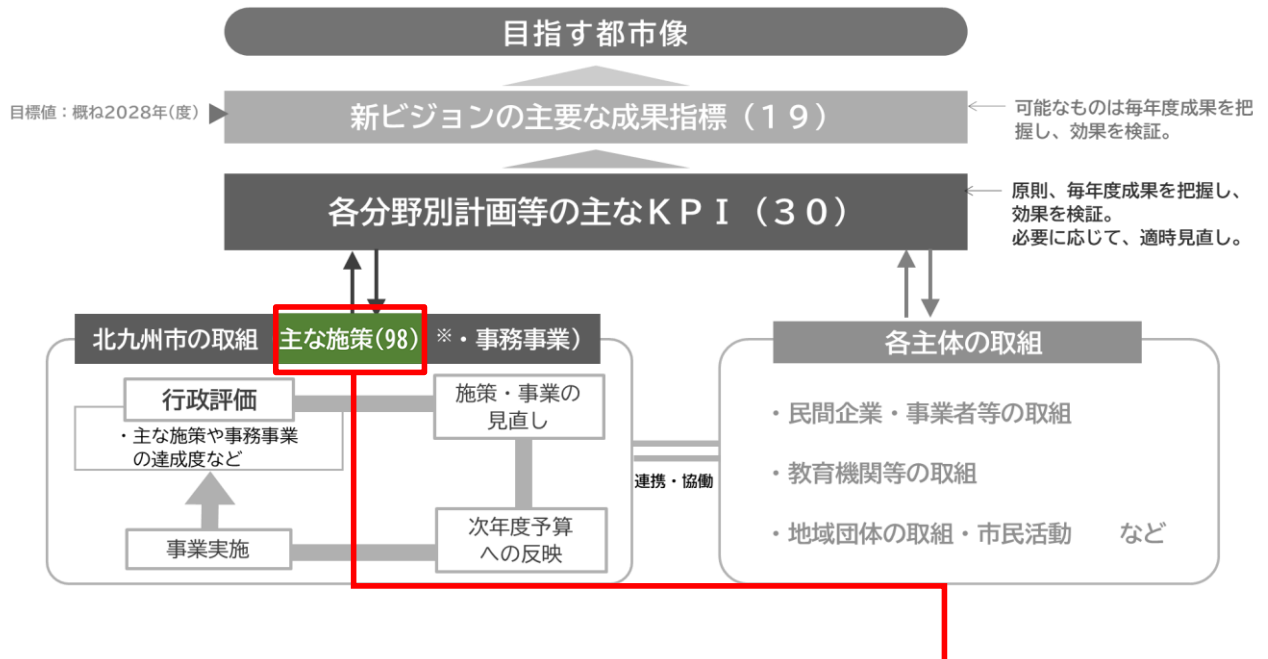 目指す都市像
目標値：概ね2028年(度)
新ビジョンの主要な成果指標（１９）
可能なものは毎年度成果を把
握し、効果を検証。
各分野別計画等の主なＫＰＩ（３０）
原則、毎年度成果を把握し、
効果を検証。
必要に応じて、適時見直し。
北九州市の取組 主な施策(98) ※・事務事業）
行政評価
・主な施策や事務事業
の達成度など
施策・事業の
見直し
事業実施
次年度予算
への反映
連携・協働
各主体の取組
・民間企業・事業者等の取組
・教育機関等の取組
・地域団体の取組・市民活動　など